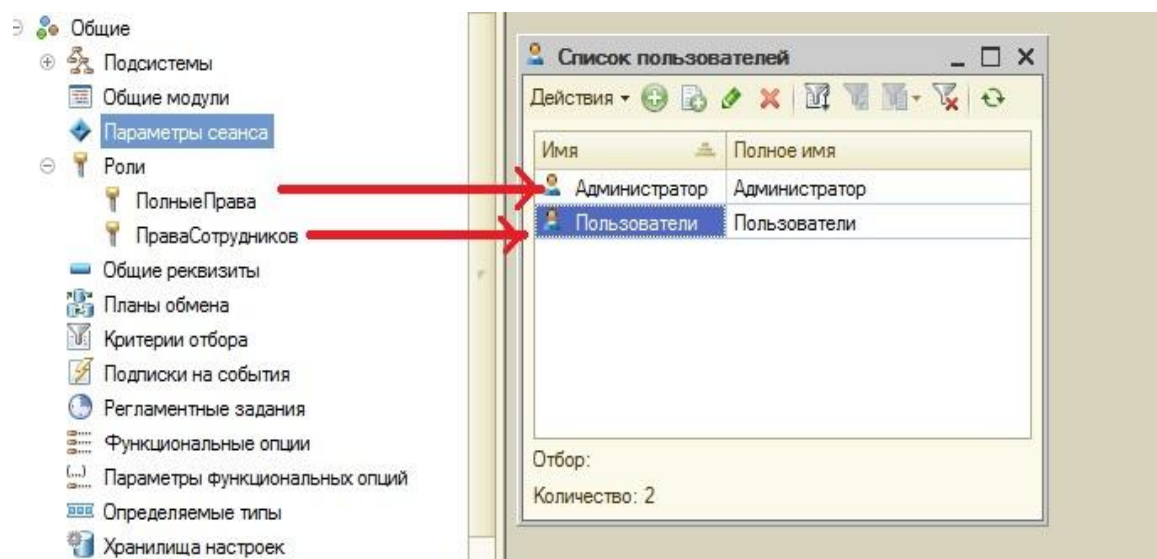 Общие
Подсистемы
Общие модули
Параметры сеанса
Роли
ПолныеПрава
ПраваСотрудников
Общие реквизиты
Планы обмена
Критерии отбора
Подписки на события
Регламентные задания
Функциональные опции
Параметры функциональных опций
Определяемые типы
Хранилища настроек
Список пользователей
Действия
Имя Полное имя
Администратор Администратор
Пользователи Пользователи
Отбор:
Количество: 2